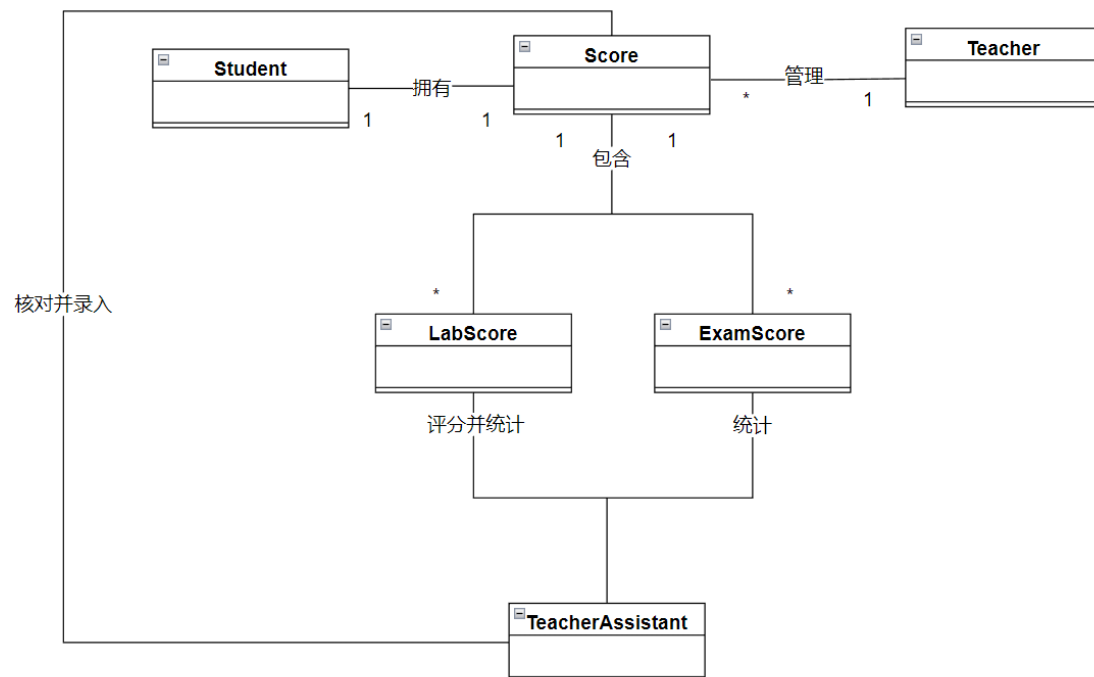 Student
Score
Teacher
拥有
管理
1
1
*
1
1
1
包含
核对并录入
*
*
LabScore
ExamScore
评分并统计
统计
TeacherAssistant